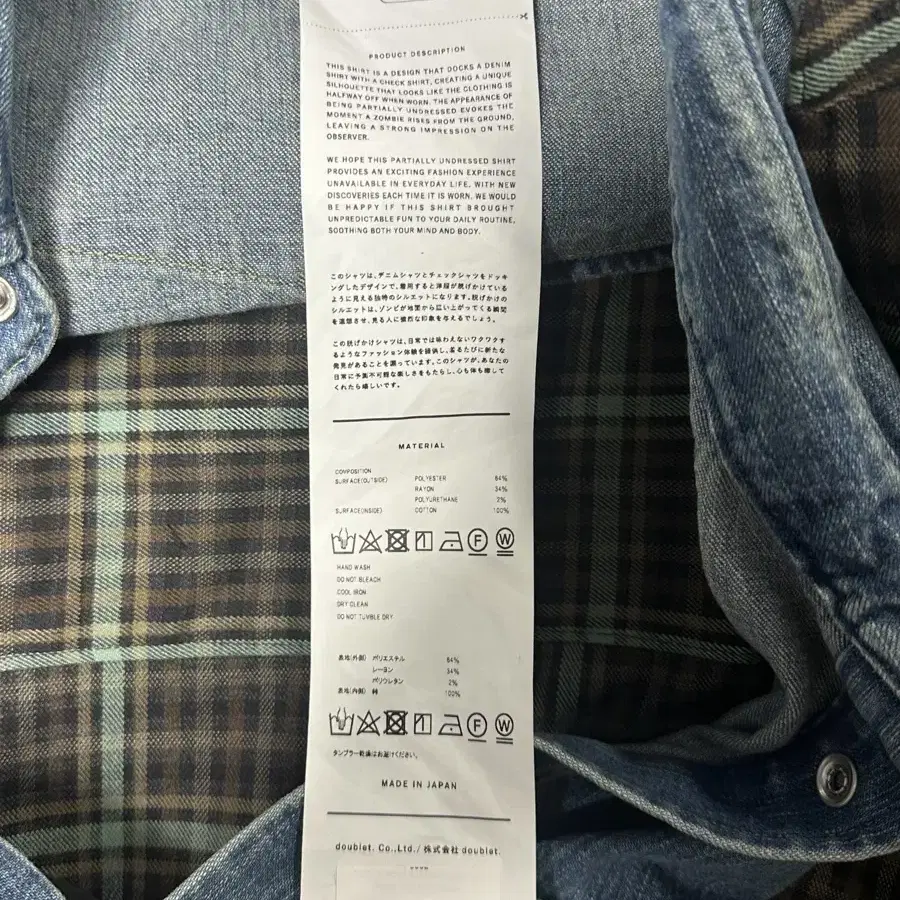 PRODUCT DESCRIPTION
THIS SHIRT IS A DESIGN THAT DOCKS A DENIM
SHIRT WITH A CHECK SHIRT, CREATING A UNIQUE
SILHOUETTE THAT LOOKS LIKE THE CLOTHING IS
HALFWAY OFF WHEN WORN. THE APPEARANCE OF
BEING PARTIALLY UNDRESSED EVOKES THE
MOMENT A ZOMBIE RISES FROM THE GROUND,
LEAVING A STRONG IMPRESSION ON THE
OBSERVER.
WE HOPE THIS PARTIALLY UNDRESSED SHIRT
PROVIDES AN EXCITING FASHION EXPERIENCE
UNAVAILABLE IN EVERYDAY LIFE. WITH NEW
DISCOVERIES EACH TIME IT IS WORN, WE WOULD
BE HAPPY IF THIS SHIRT BROUGHT
UNPREDICTABLE FUN TO YOUR DAILY ROUTINE,
SOOTHING BOTH YOUR MIND AND BODY.
このシャツは、デニムシャツとチェックシャツをドッキ
ングしたデザインで、着用すると洋服が脱げかけている
ように見える独特のシルエットになります。脱げかけの
シルエットは、ゾンビが地面から這い上がってくる瞬間
を連想させ、見る人に強烈な印象を与えるでしょう。
この脱げかけシャツは、日常では味わえないワクワクす
るようなファッション体験を提供し、着るたびに新たな
発見があることを願っています。このシャツが、あなたの
日常に予測不可能な楽しさをもたらし、心も体も癒して
くれたら嬉しいです。
MATERIAL
COMPOSITION
SURFACE(OUTSIDE) POLYESTER 64%
RAYON 34%
POLYURETHANE 2%
SURFACE(INSIDE) COTTON 100%
F W
HAND WASH
DO NOT BLEACH
COOL IRON
DRY CLEAN
DO NOT TUMBLE DRY
表地(外側) ポリエステル 64%
レーヨン 34%
ポリウレタン 2%
表地(内側) 綿 100%
F W
タンブラー乾燥はお避けください。
MADE IN JAPAN
doublet. Co.,Ltd./ 株式会社 doublet.